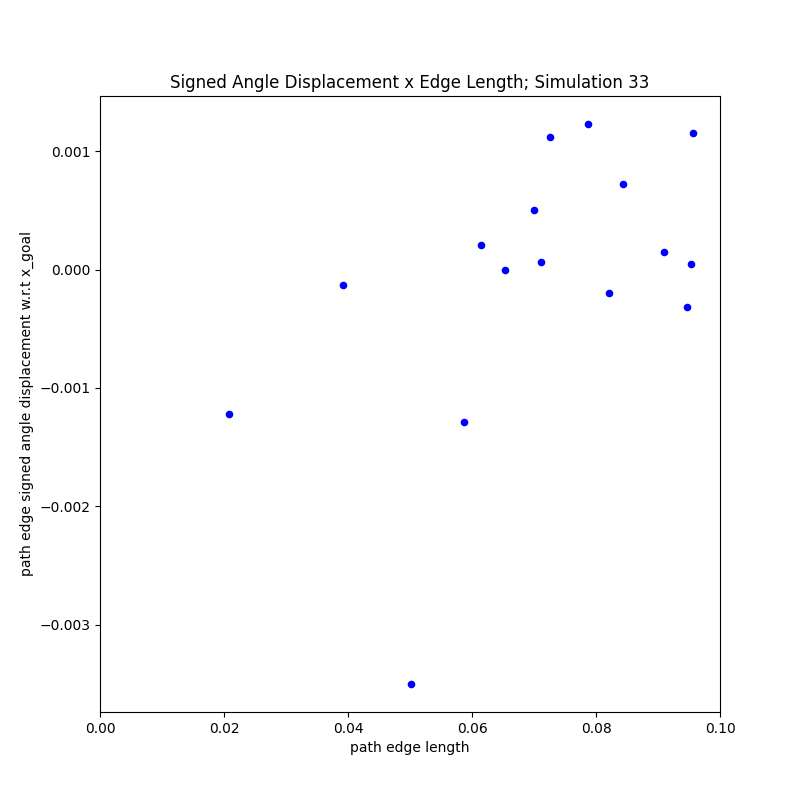 Signed Angle Displacement x Edge Length; Simulation 33
path edge signed angle displacement w.r.t x_goal
0.001
0.000
−0.001
−0.002
−0.003
0.00 0.02 0.04 0.06 0.08 0.10
path edge length